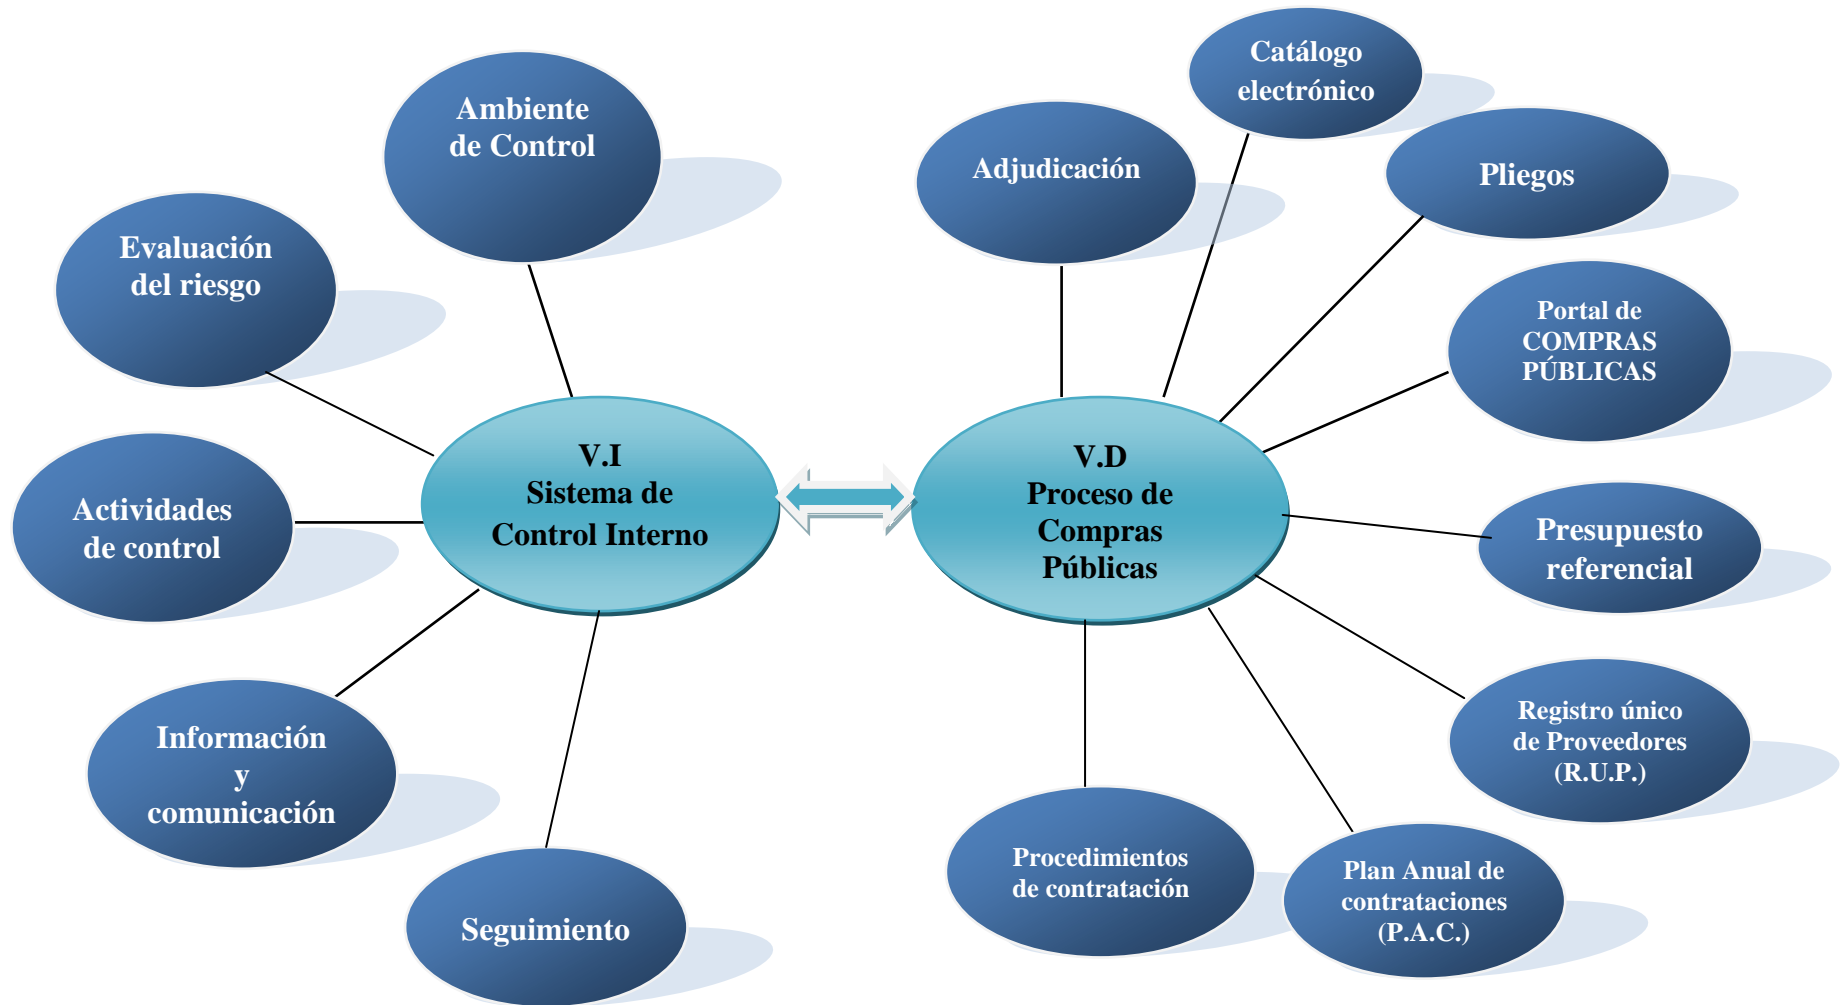 Ambiente
de Control
Evaluación
del riesgo
Actividades
de control
Información
y
comunicación
Seguimiento
V.I
Sistema de
Control Interno
V.D
Proceso de
Compras
Públicas
Adjudicación
Catálogo
electrónico
Pliegos
Portal de
COMPRAS
PÚBLICAS
Presupuesto
referencial
Registro único
de Proveedores
(R.U.P.)
Plan Anual de
contrataciones
(P.A.C.)
Procedimientos
de contratación